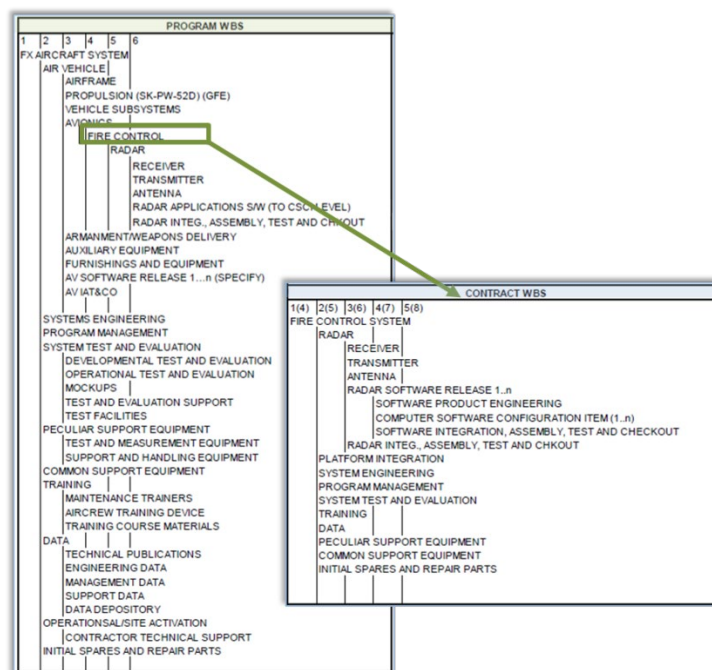 PROGRAM WBS
1 2 3 4 5 6
FX AIRCRAFT SYSTEM
AIR VEHICLE
AIRFRAME
PROPULSION (SK-PW-52D) (GFE)
VEHICLE SUBSYSTEMS
AVIONICS
FIRE CONTROL
RADAR
RECEIVER
TRANSMITTER
ANTENNA
RADAR APPLICATIONS S/W (TO CSCI LEVEL)
RADAR INTEG., ASSEMBLY, TEST AND CHKOUT
ARMANMENT/WEAPONS DELIVERY
AUXILIARY EQUIPMENT
FURNISHINGS AND EQUIPMENT
AV SOFTWARE RELEASE 1...n (SPECIFY)
AV IAT&CO
SYSTEMS ENGINEERING
PROGRAM MANAGEMENT
SYSTEM TEST AND EVALUATION
DEVELOPMENTAL TEST AND EVALUATION
OPERATIONAL TEST AND EVALUATION
MOCKUPS
TEST AND EVALUATION SUPPORT
TEST FACILITIES
PECULIAR SUPPORT EQUIPMENT
TEST AND MEASUREMENT EQUIPMENT
SUPPORT AND HANDLING EQUIPMENT
COMMON SUPPORT EQUIPMENT
TRAINING
MAINTENANCE TRAINERS
AIRCREW TRAINING DEVICE
TRAINING COURSE MATERIALS
DATA
TECHNICAL PUBLICATIONS
ENGINEERING DATA
MANAGEMENT DATA
SUPPORT DATA
DATA DEPOSITORY
OPERATIONSAL/SITE ACTIVATION
CONTRACTOR TECHNICAL SUPPORT
INITIAL SPARES AND REPAIR PARTS
CONTRACT WBS
1(4) 2(5) 3(6) 4(7) 5(8)
FIRE CONTROL SYSTEM
RADAR
RECEIVER
TRANSMITTER
ANTENNA
RADAR SOFTWARE RELEASE 1..n
SOFTWARE PRODUCT ENGINEERING
COMPUTER SOFTWARE CONFIGURATION ITEM (1..n)
SOFTWARE INTEGRATION, ASSEMBLY, TEST AND CHECKOUT
RADAR INTEG., ASSEMBLY, TEST AND CHKOUT
PLATFORM INTEGRATION
SYSTEM ENGINEERING
PROGRAM MANAGEMENT
SYSTEM TEST AND EVALUATION
TRAINING
DATA
PECULIAR SUPPORT EQUIPMENT
COMMON SUPPORT EQUIPMENT
INITIAL SPARES AND REPAIR PARTS